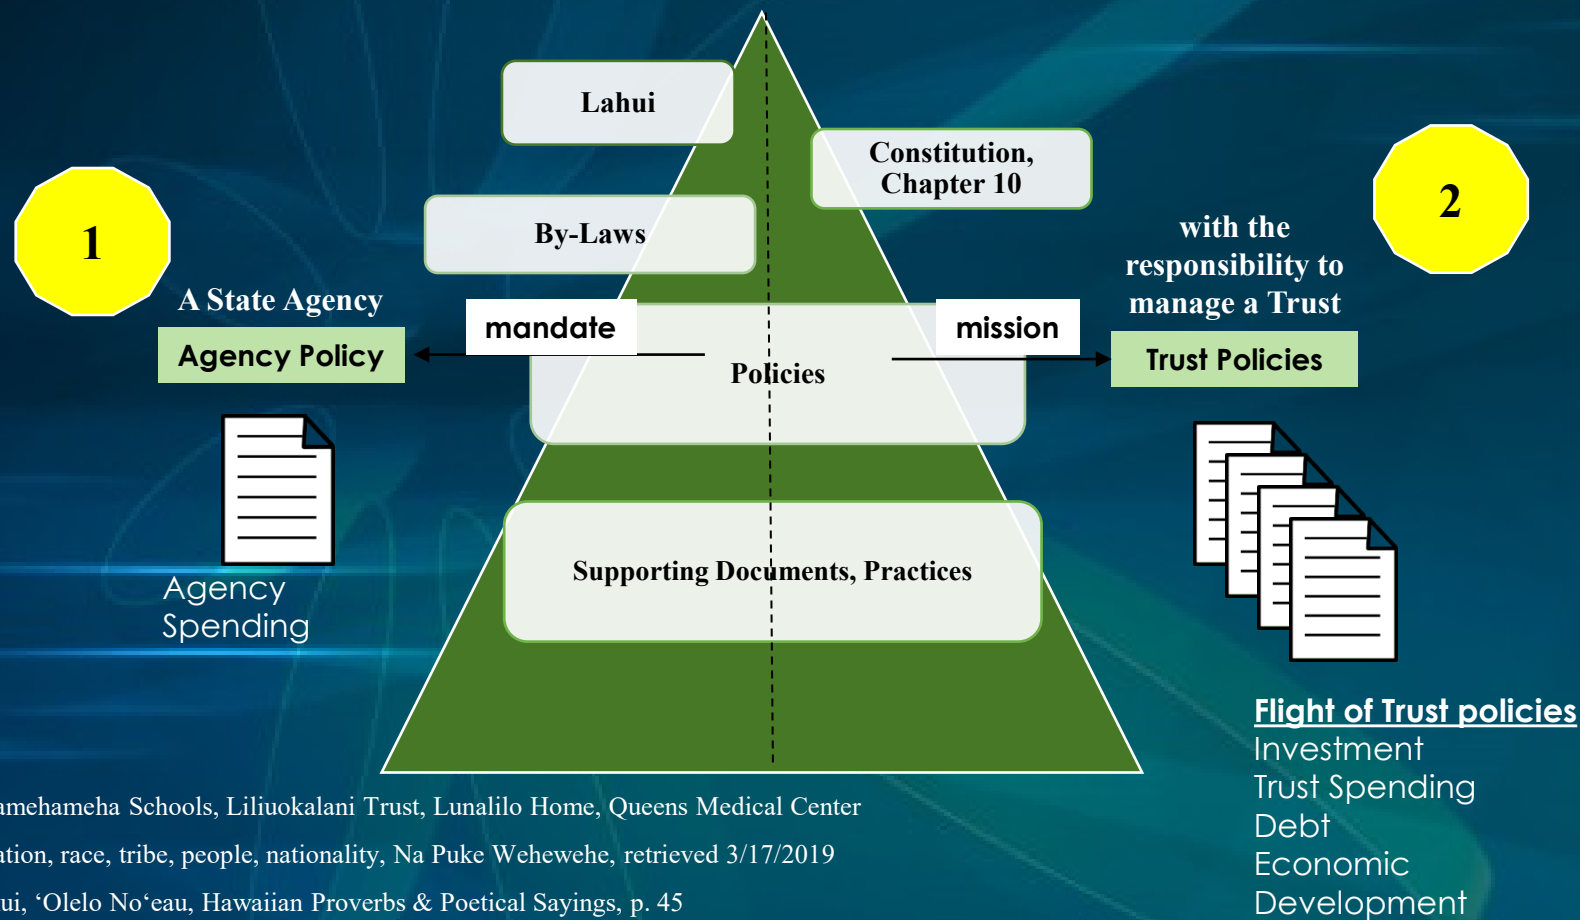 Lahui
Constitution,
Chapter 10
By-Laws
1
2
A State Agency
Agency Policy
mandate
Policies
mission
with the
responsibility to
manage a Trust
Trust Policies
Agency
Spending
Supporting Documents, Practices
Flight of Trust policies
Investment
Trust Spending
Debt
Economic
Development
amehameha Schools, Liliuokalani Trust, Lunalilo Home, Queens Medical Center
ation, race, tribe, people, nationality, Na Puke Wehewehe, retrieved 3/17/2019
ui, ‘Olelo No‘eau, Hawaiian Proverbs & Poetical Sayings, p. 45